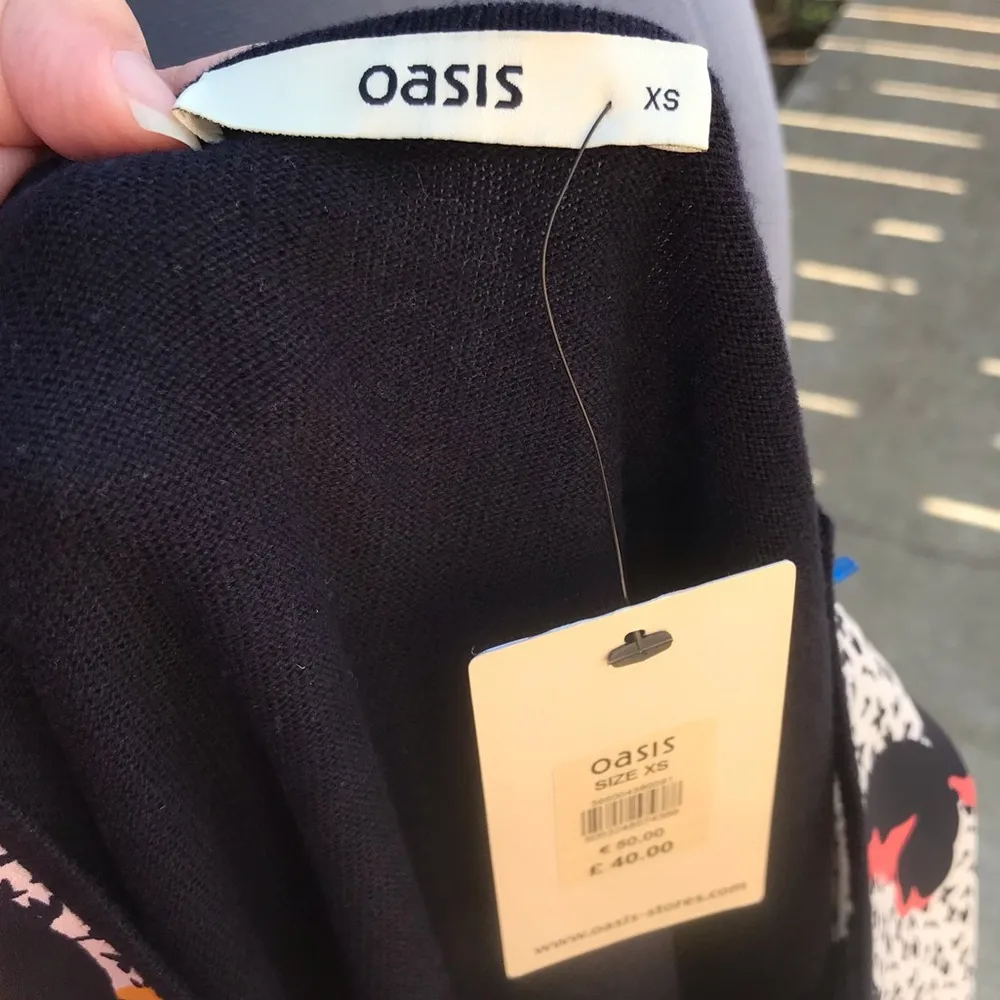 oasis
XS
oasis
SIZE XS
€ 50.00
£ 40.00
www.oasis-stores.com